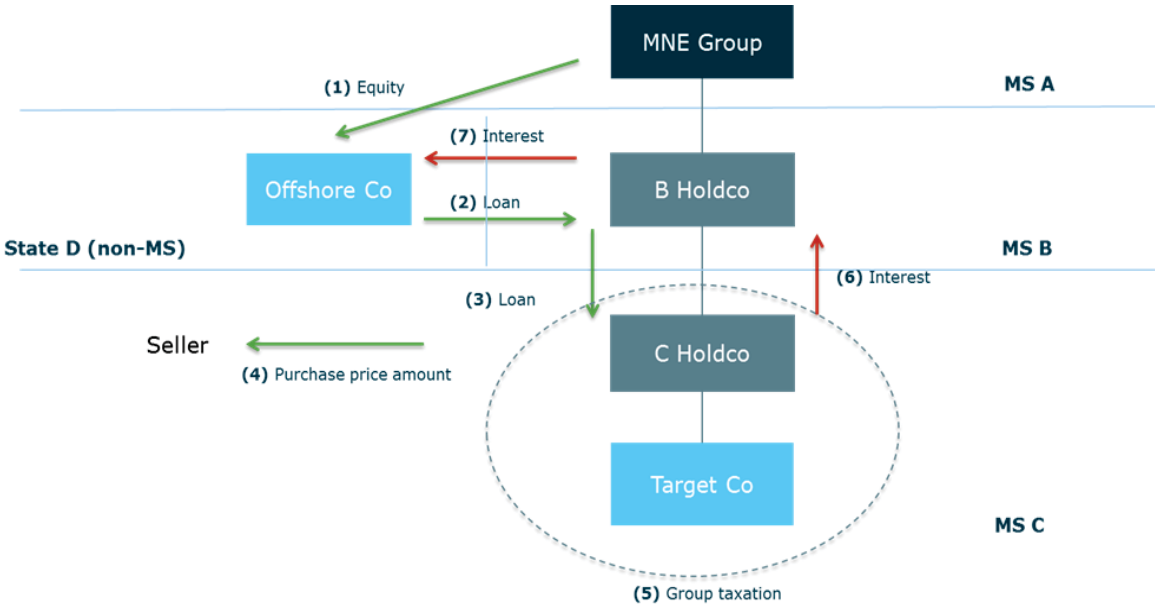 MNE Group
MS A
(1) Equity
(7) Interest
Offshore Co
B Holdco
(2) Loan
State D (non-MS)
MS B
(6) Interest
(3) Loan
Seller
C Holdco
(4) Purchase price amount
Target Co
MS C
(5) Group taxation